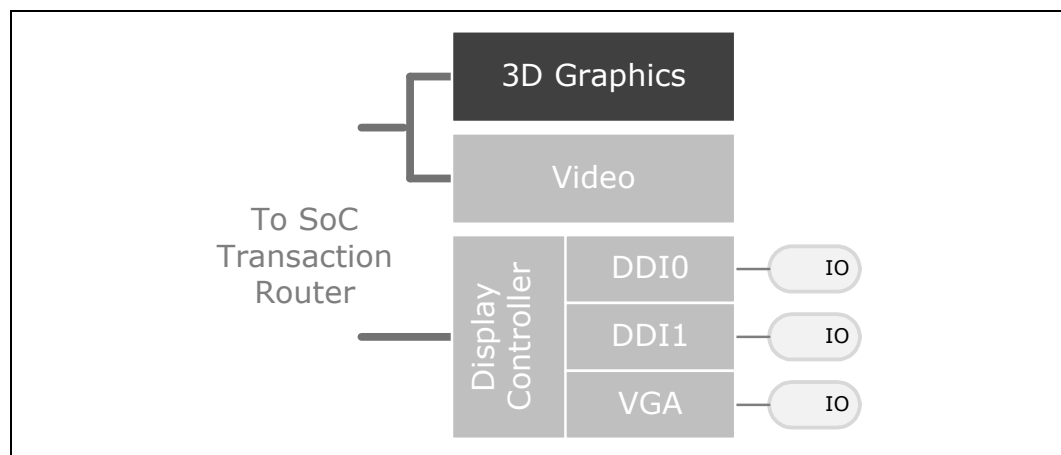 3D Graphics
Video
To SoC
Transaction
Router
Display
Controller
DDI0
IO
DDI1
IO
VGA
IO